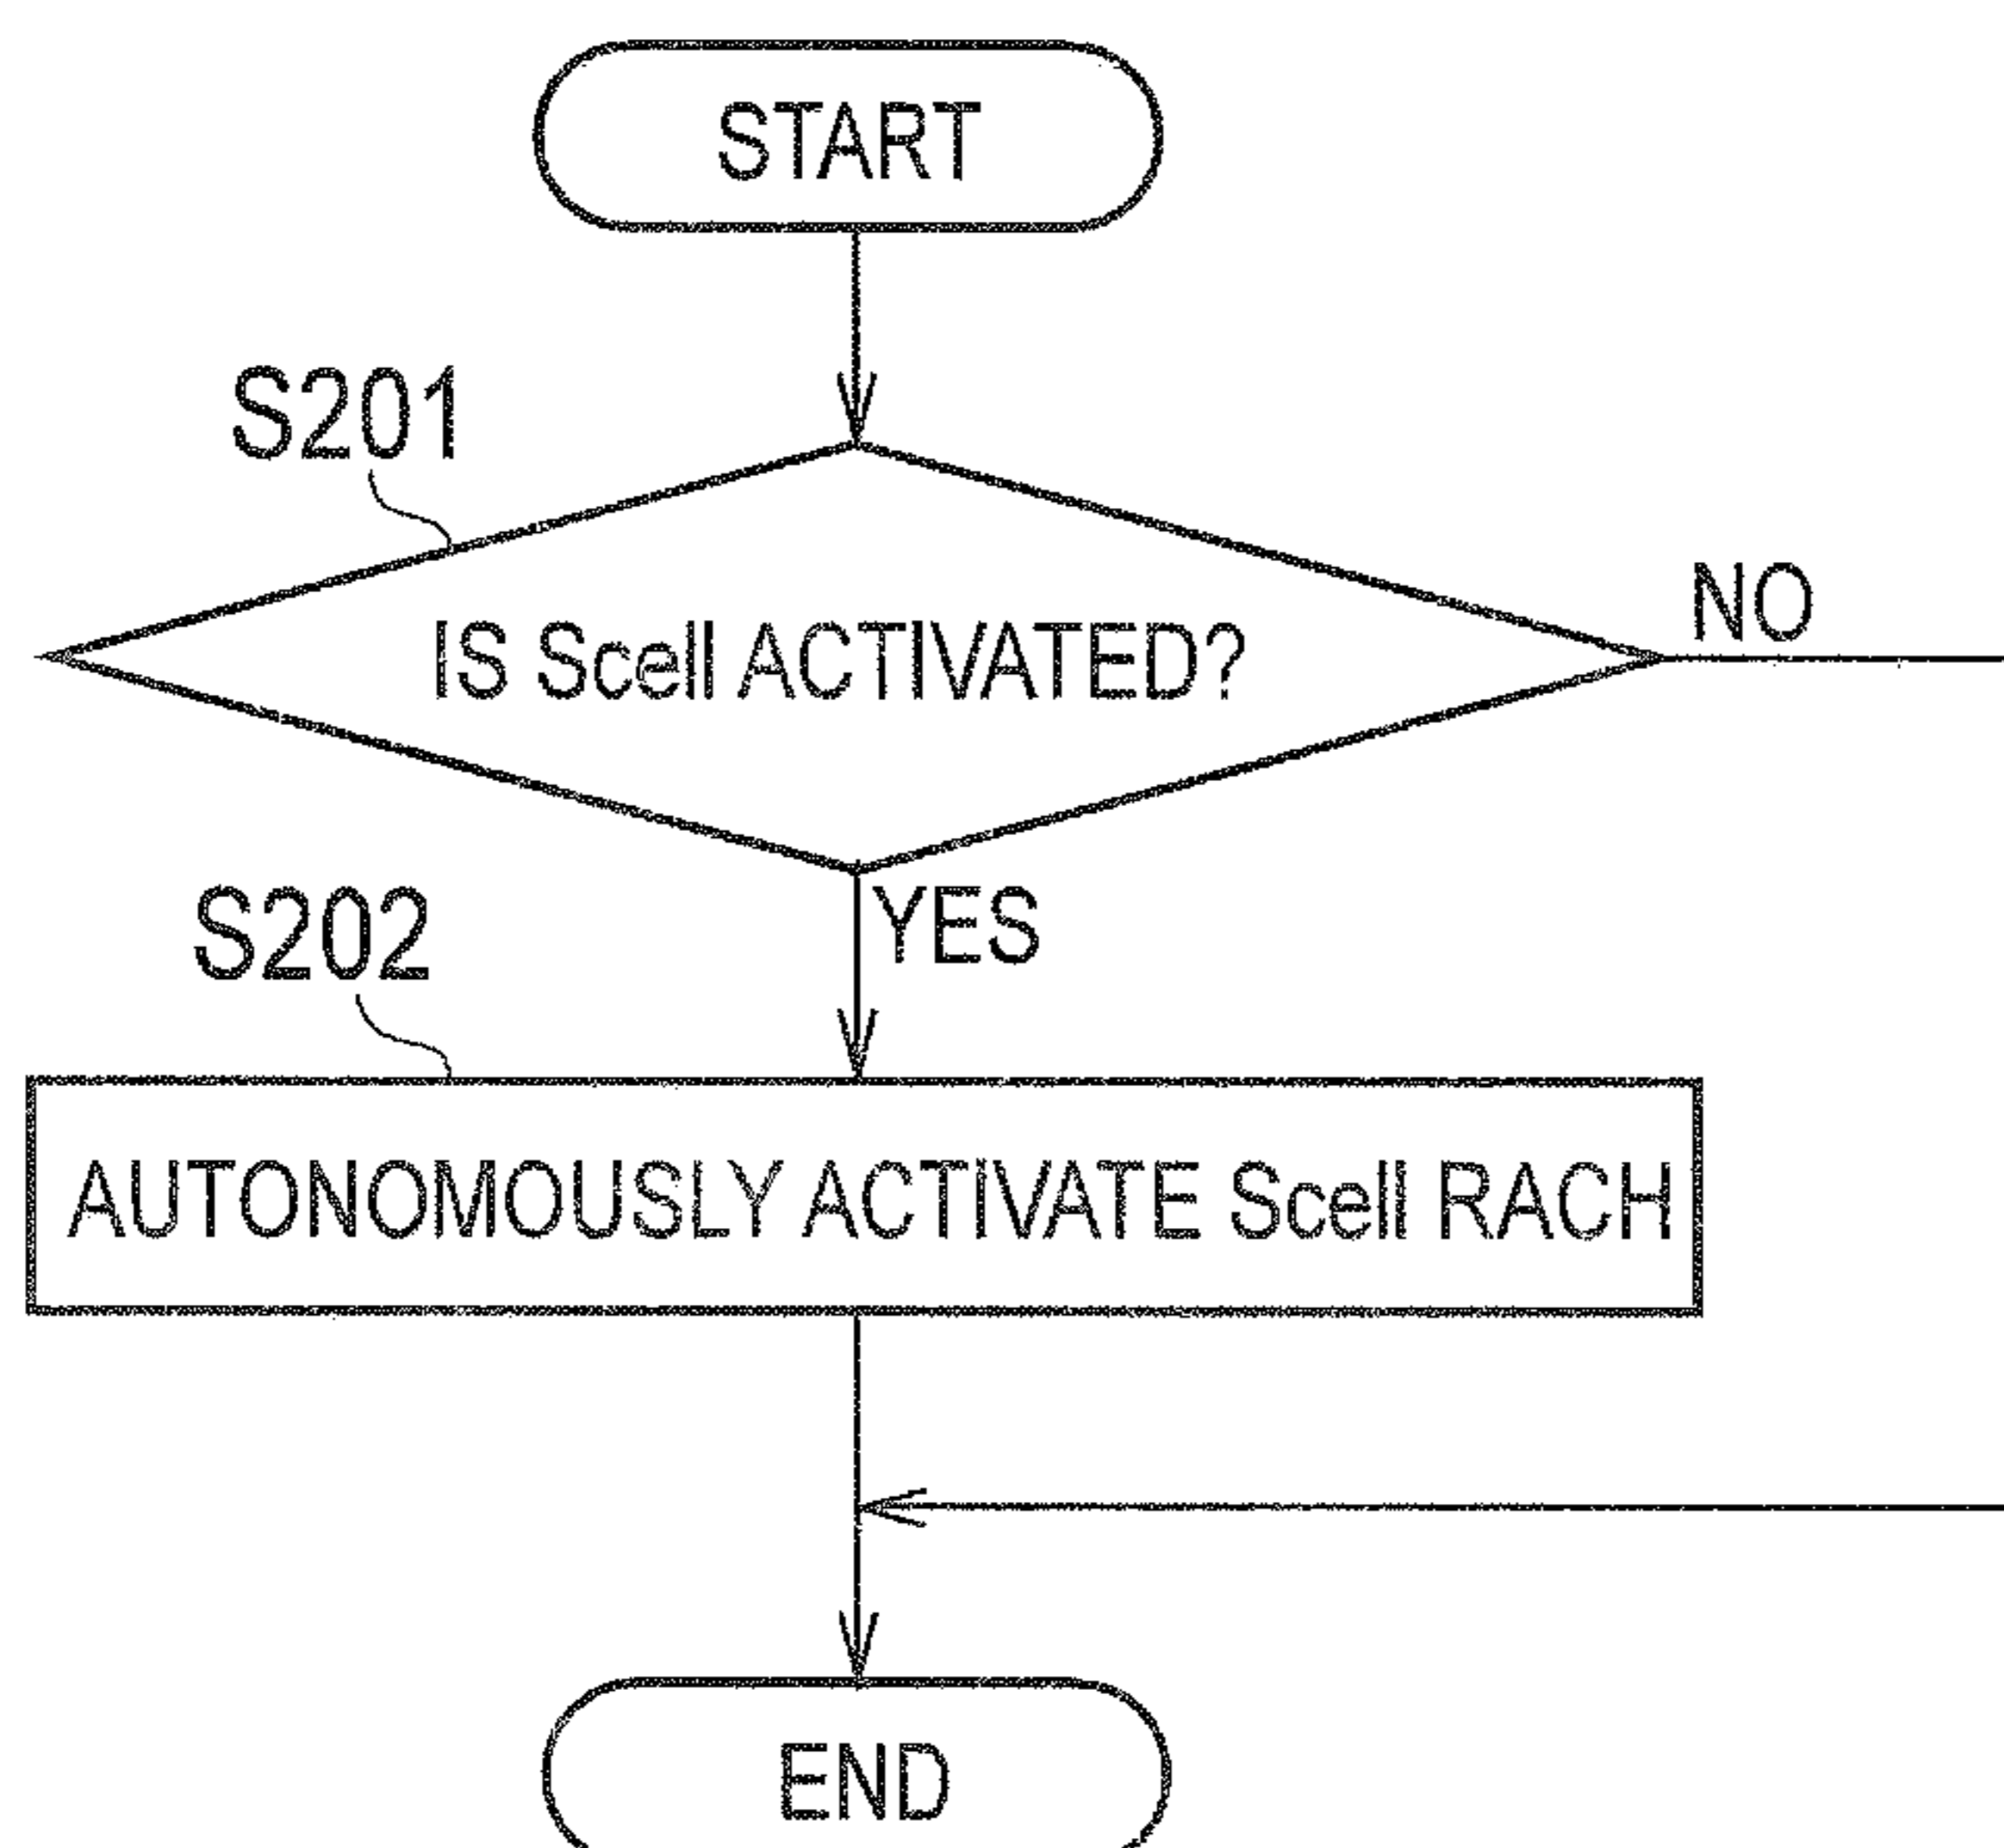 START
S201
IS Scell ACTIVATED?
NO
YES
S202
AUTONOMOUSLY ACTIVATE Scell RACH
END